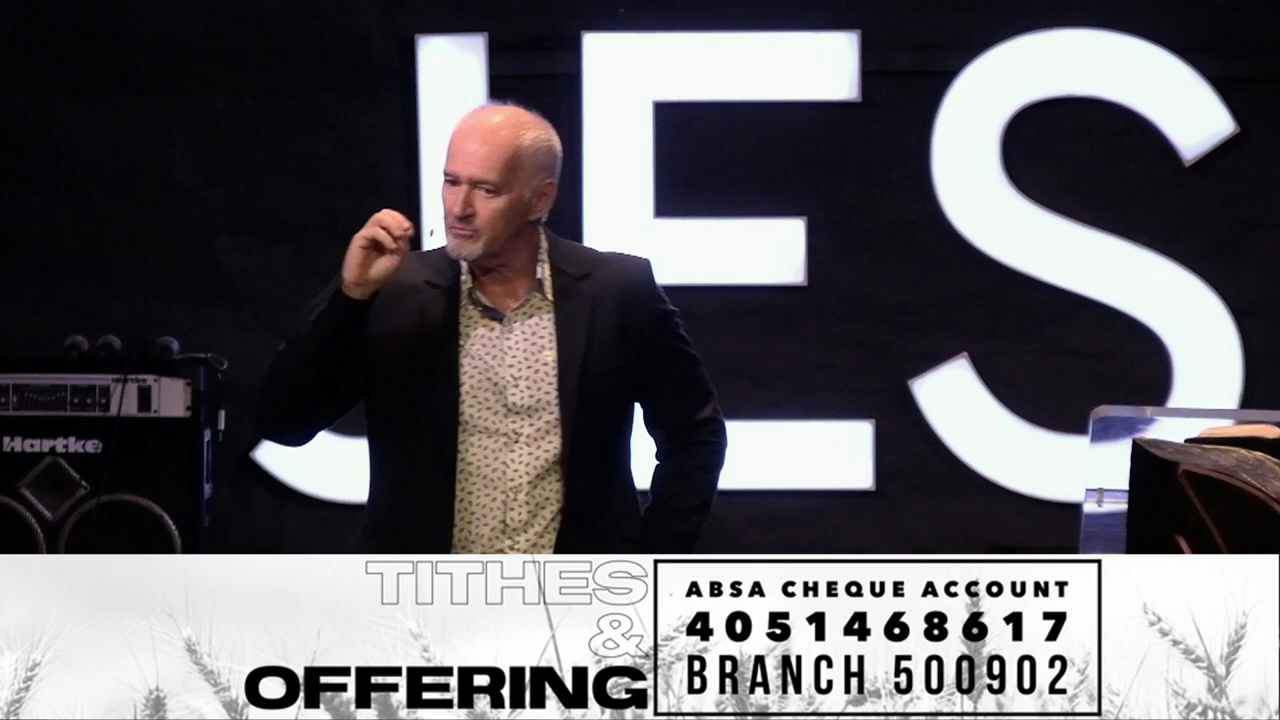 JES
Hartke
TITHES
&
OFFERING
ABSA CHEQUE ACCOUNT
4051468617
BRANCH 500902